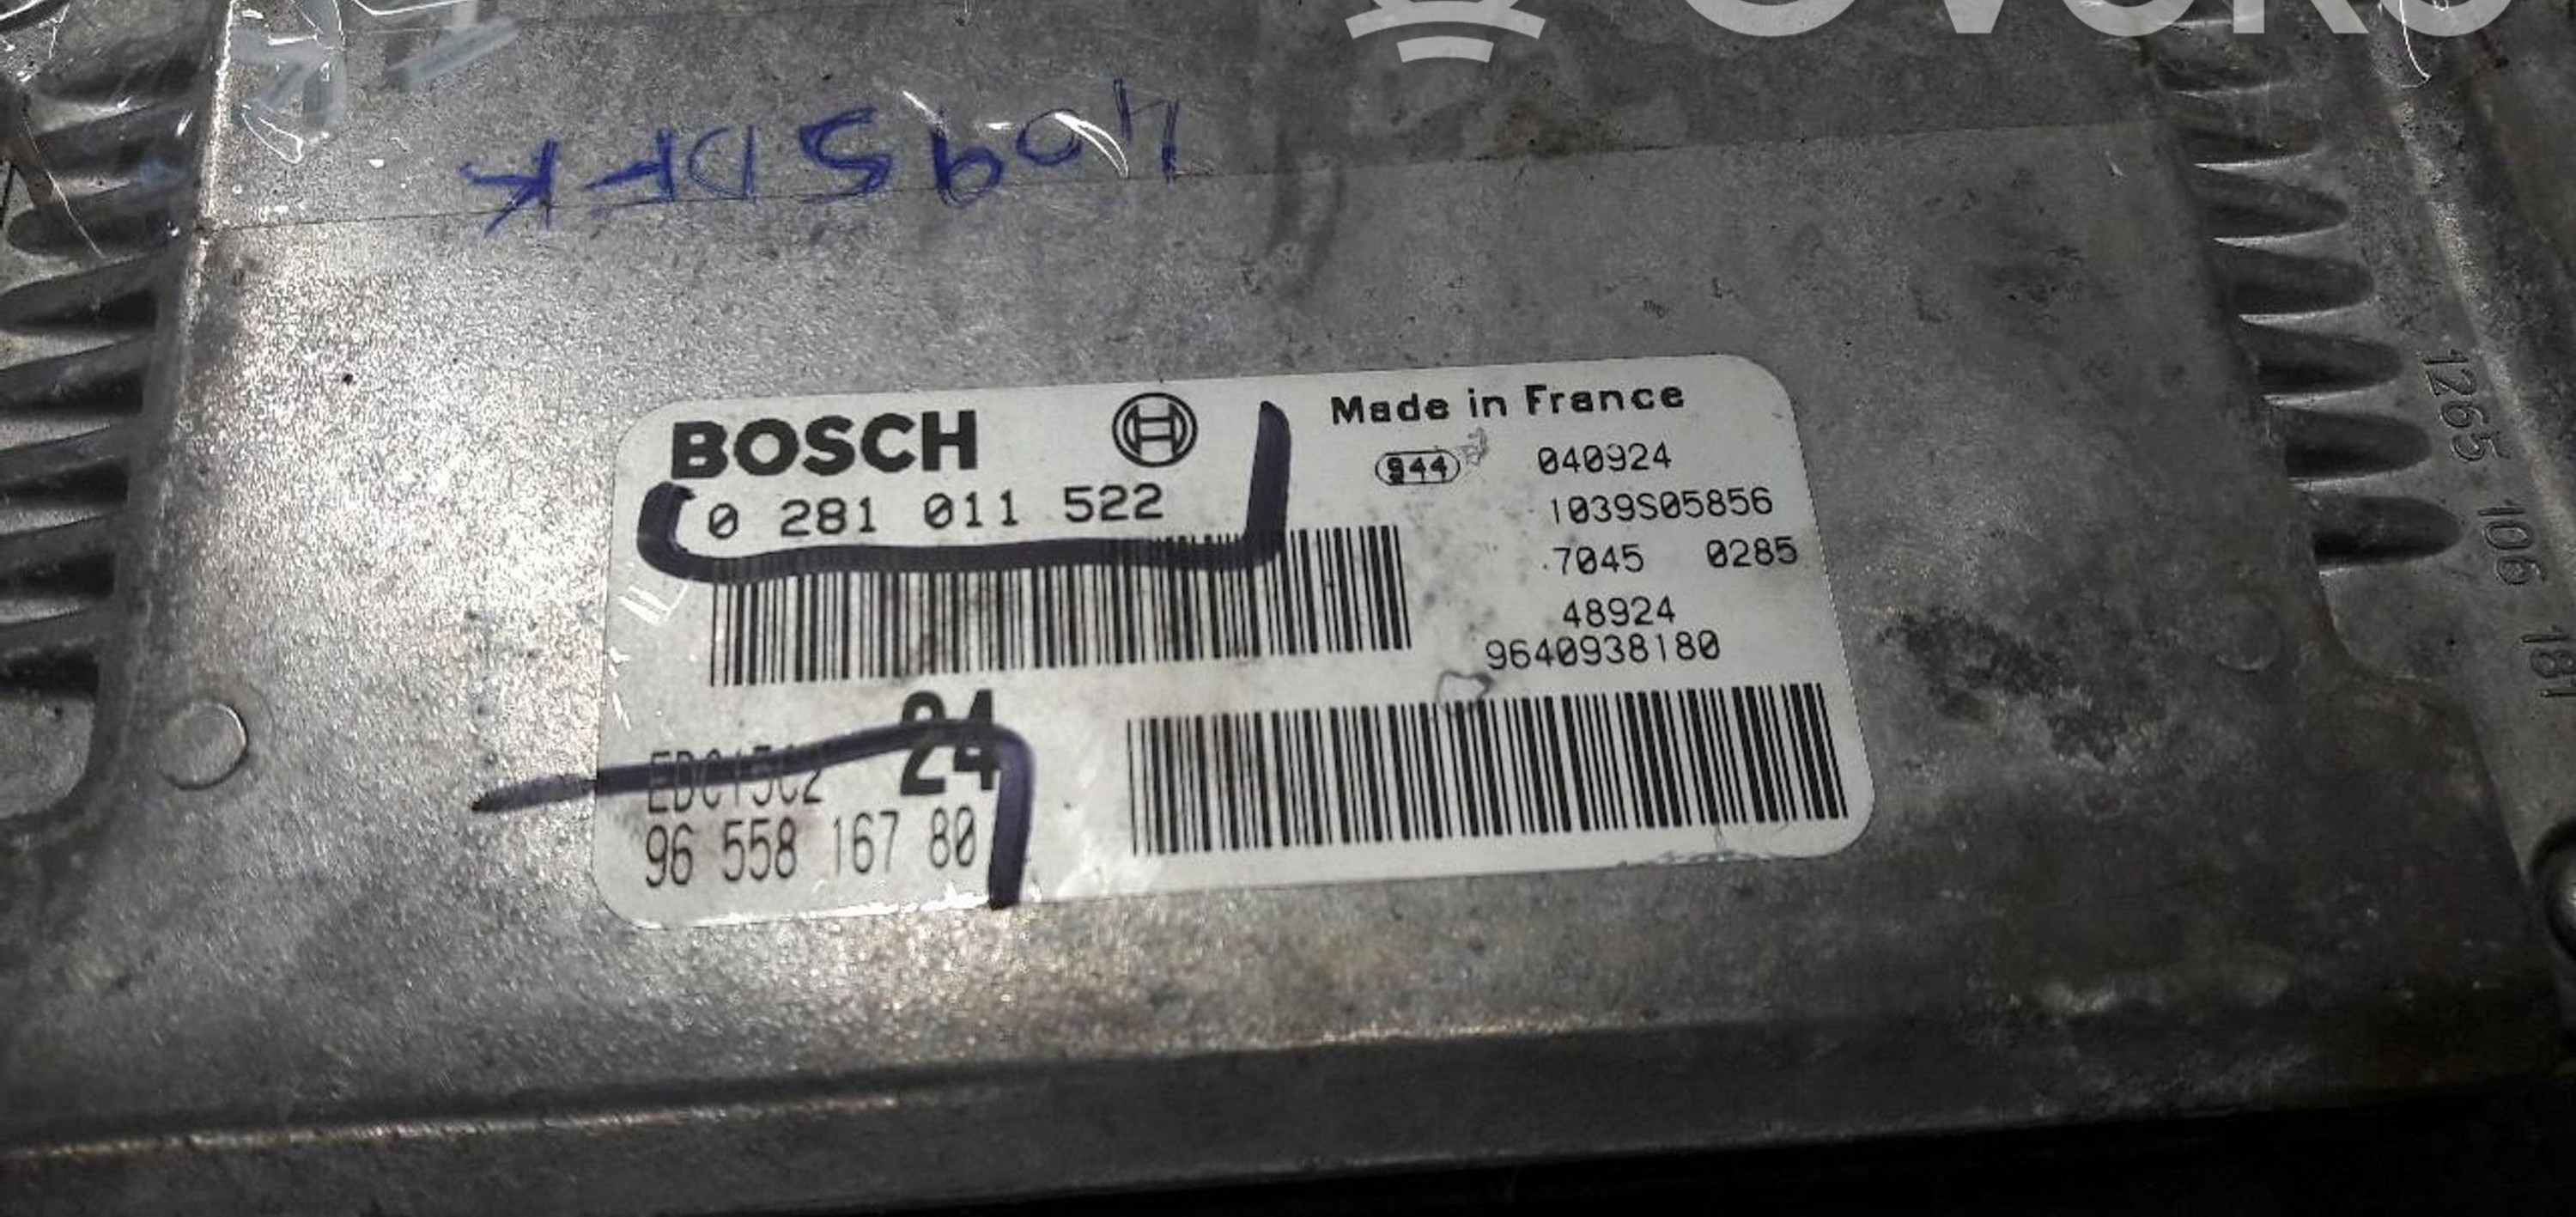 4095DFK
BOSCH
0 281 011 522
Made in France
944
040924
1039S05856
7045 0285
48924
9640938180
24
EDC15C2
96 558 167 80
1265 106 181